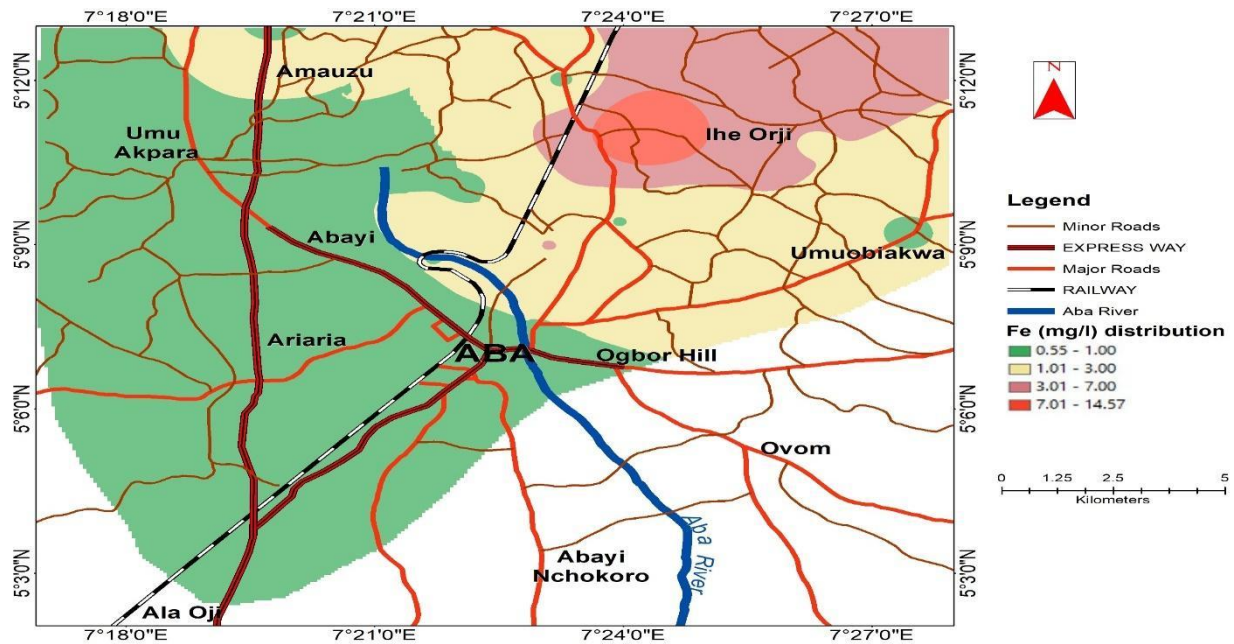 7°18'0"E 7°21'0"E 7°24'0"E 7°27'0"E
5°12'0"N
5°9'0"N
5°6'0"N
5°3'0"N
5°12'0"N
5°9'0"N
5°6'0"N
5°3'0"N
Amauzu
Umu
Akpara
Ihe Orji
Abayi
Umuobiakwa
Ariaria
ABA
Ogbor Hill
Ovom
Abayi
Nchokoro
Aba River
Ala Oji
7°18'0"E 7°21'0"E 7°24'0"E 7°27'0"E
N
Legend
Minor Roads
EXPRESS WAY
Major Roads
RAILWAY
Aba River
Fe (mg/l) distribution
0.55 - 1.00
1.01 - 3.00
3.01 - 7.00
7.01 - 14.57
0 1.25 2.5 5
Kilometers